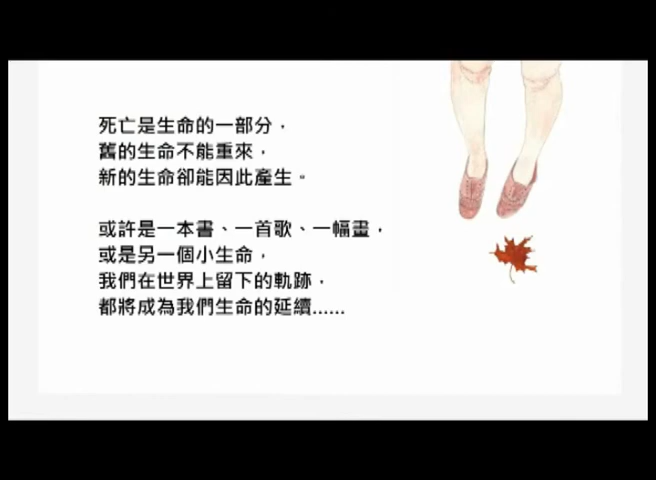 死亡是生命的一部分，
舊的生命不能重來，
新的生命卻能因此產生。
或許是一本書、一首歌、一幅畫，
或是另一個小生命，
我們在世界上留下的軌跡，
都將成為我們生命的延續......